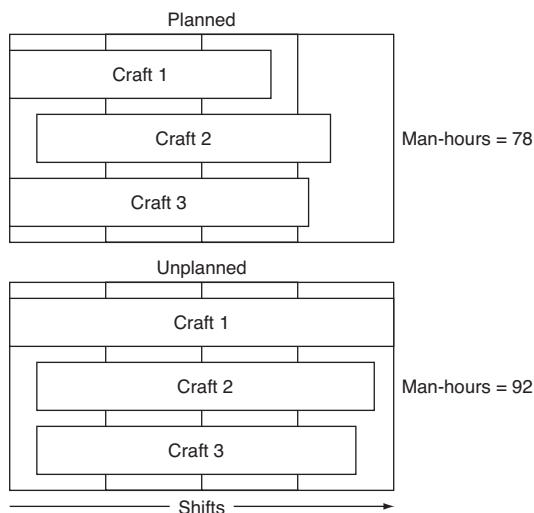 Planned
Craft 1
Craft 2
Man-hours = 78
Craft 3
Unplanned
Craft 1
Craft 2
Man-hours = 92
Craft 3
Shifts